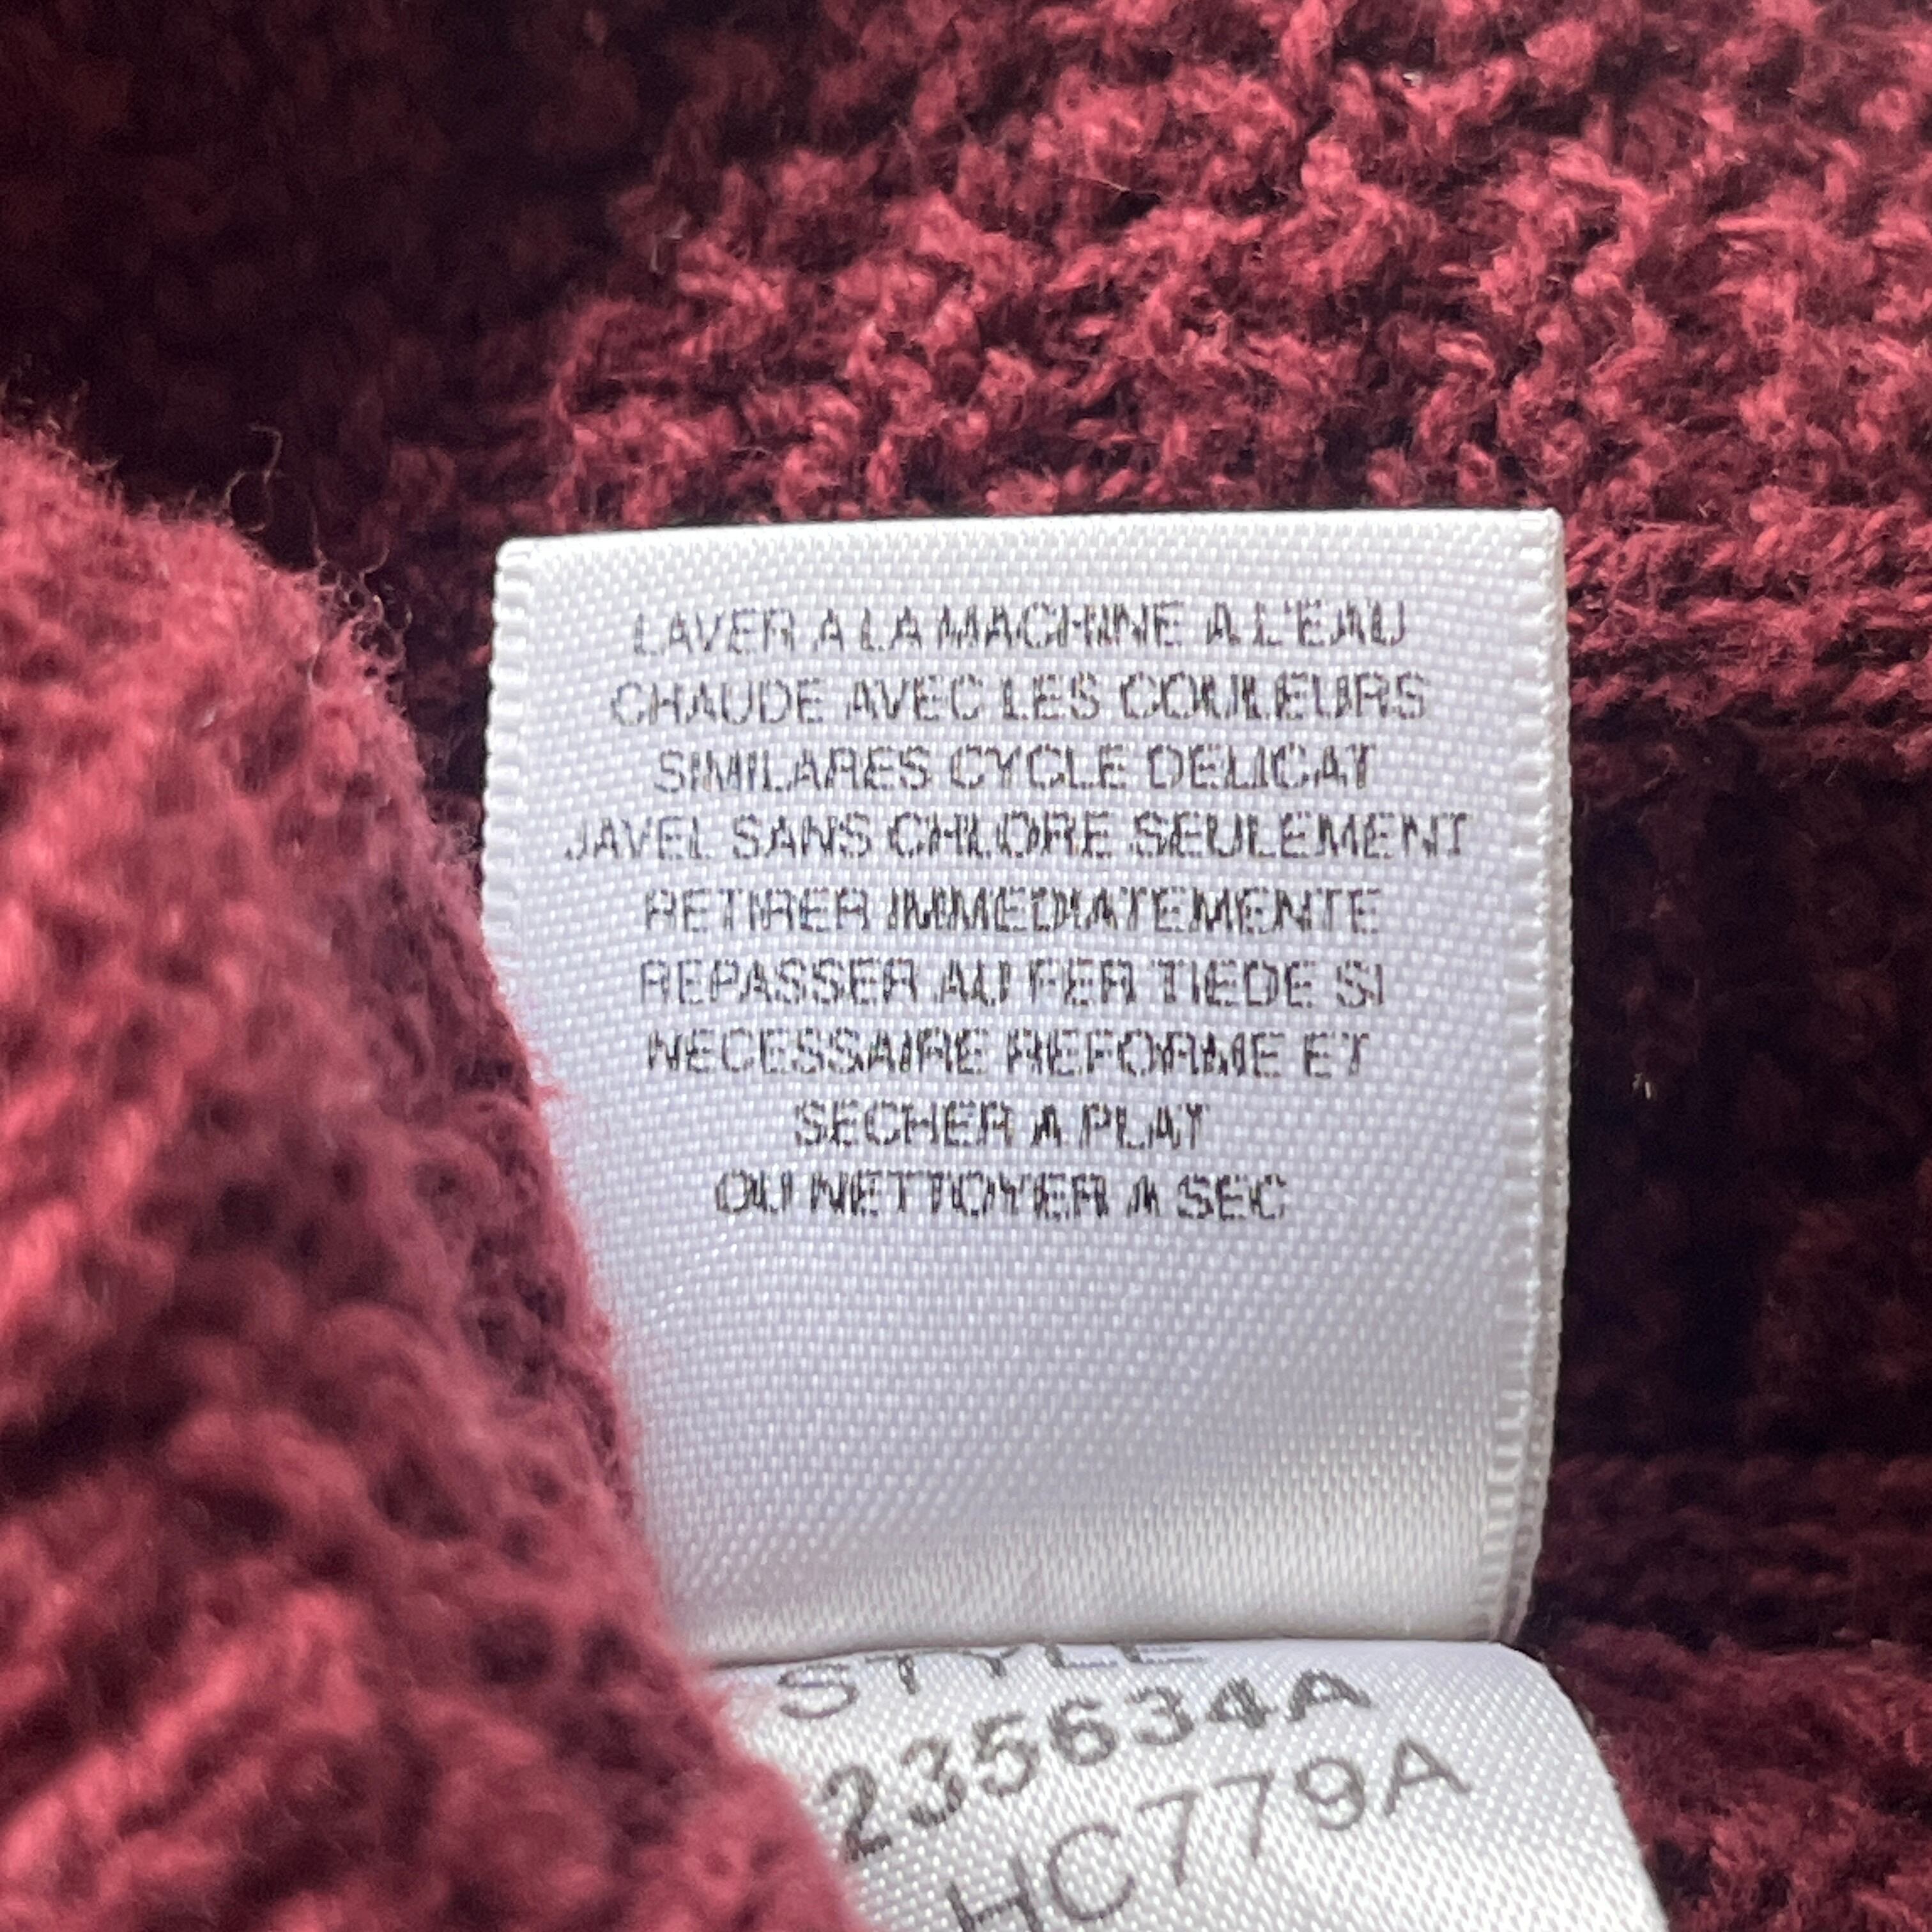 LAVER A LA MACHINE A L'EAU
CHAUDE AVEC LES COULEURS
SIMILARES CYCLE DELICAT
JAVEL SANS CHLORE SEULEMENT
RETIRER IMMEDIATEMENTE
REPASSER AU FER TIEDE SI
NECESSAIRE REFORME ET
SECHER A PLAT
OU NETTOYER A SEC
STYLE
235634A
HC779A